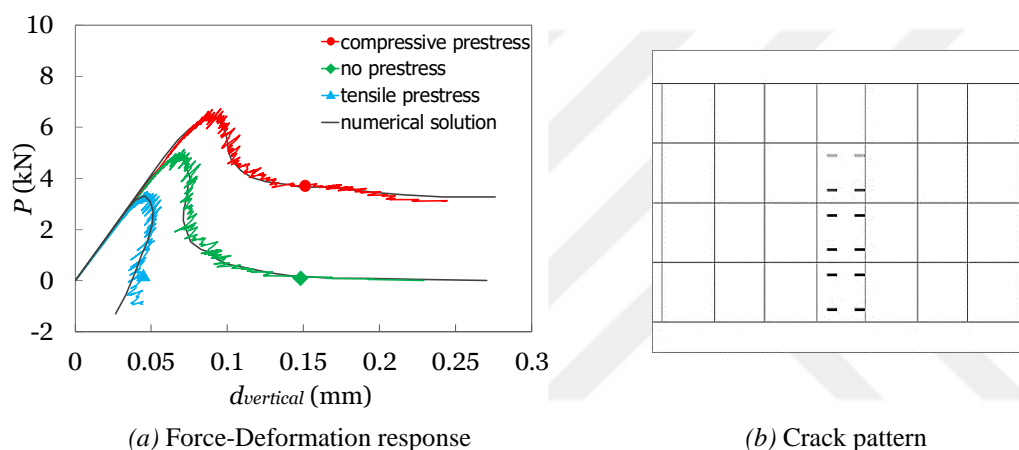 10
8
6
4
2
0
-2
P (kN)
compressive prestress
no prestress
tensile prestress
numerical solution
0 0.05 0.1 0.15 0.2 0.25 0.3
dvertical (mm)
(a) Force-Deformation response
(b) Crack pattern